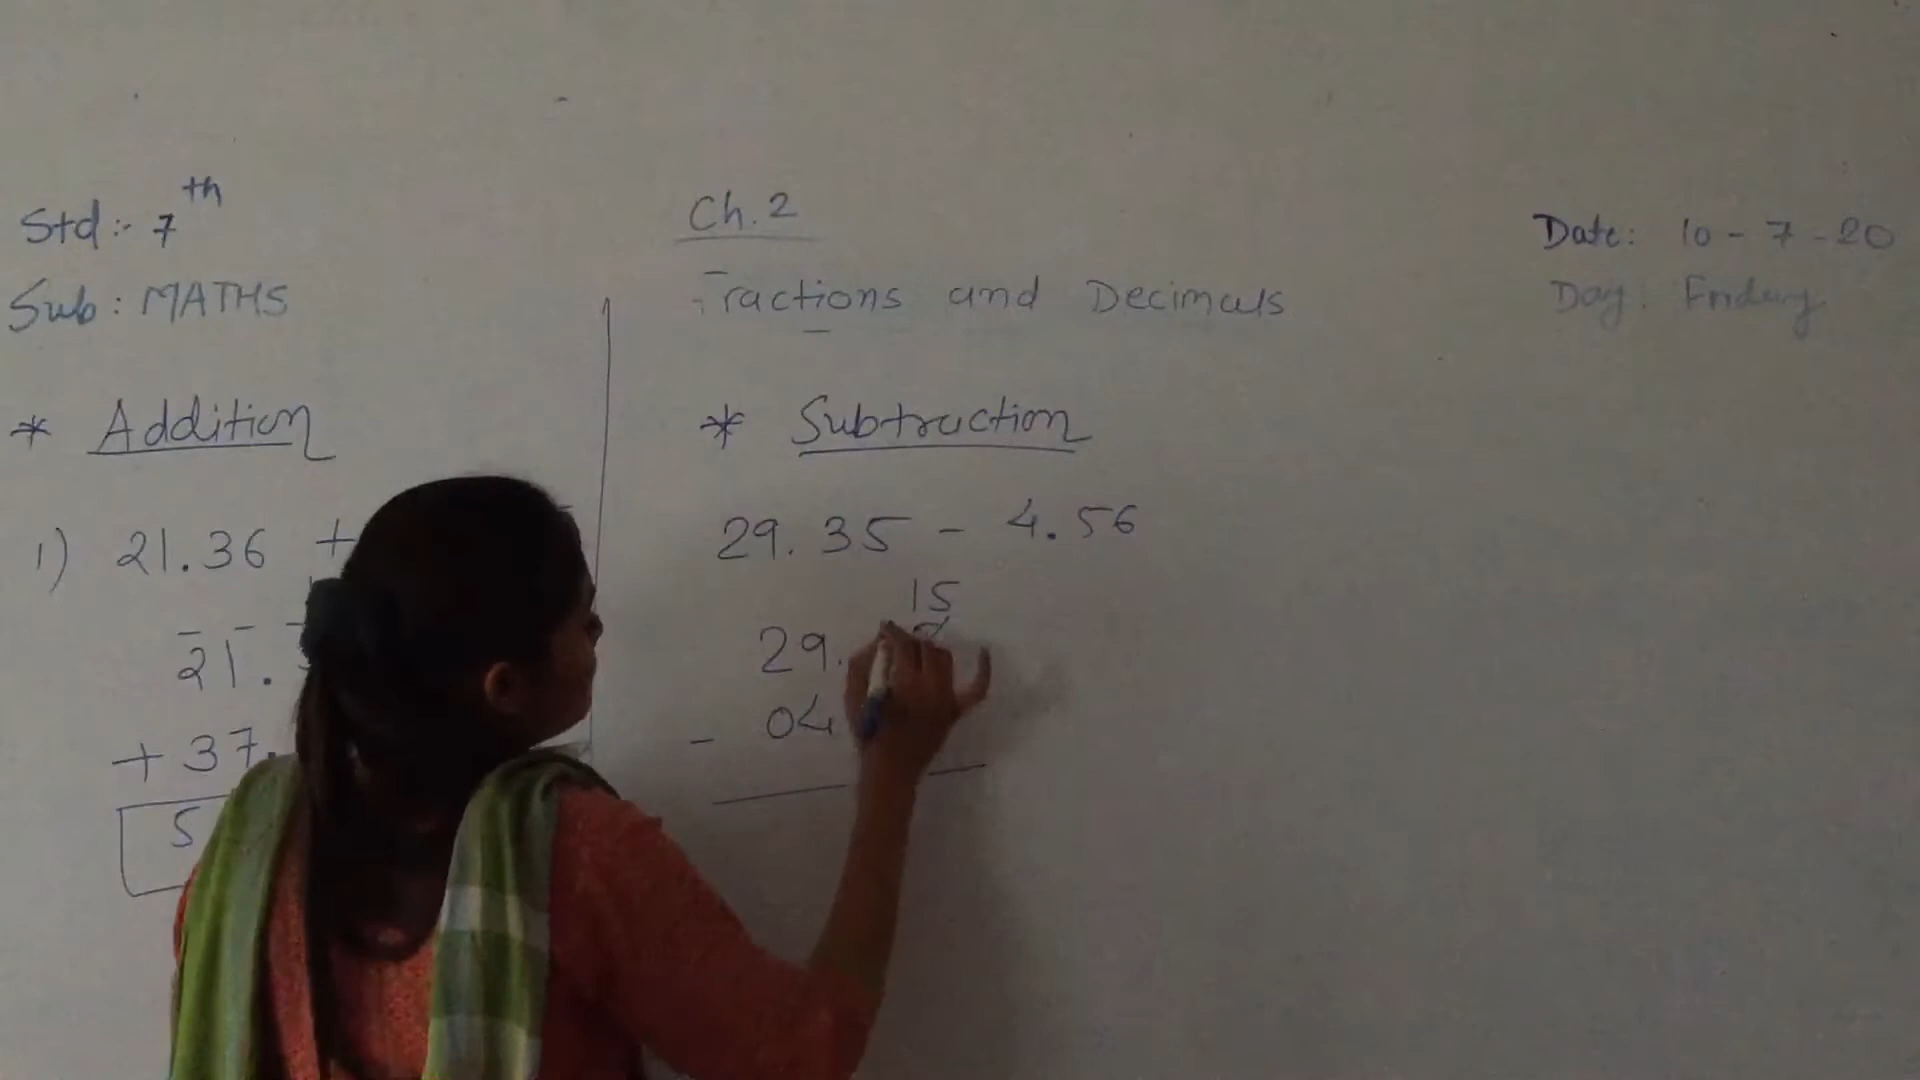 Std:- 7th
Sub: MATHS
Ch. 2
Fractions and Decimals
Date: 10-7-20
Day: Friday
* Addition
1) 21.36 +
21.
+ 37.
5
* Subtraction
29.35 - 4.56
15
29.
- 04